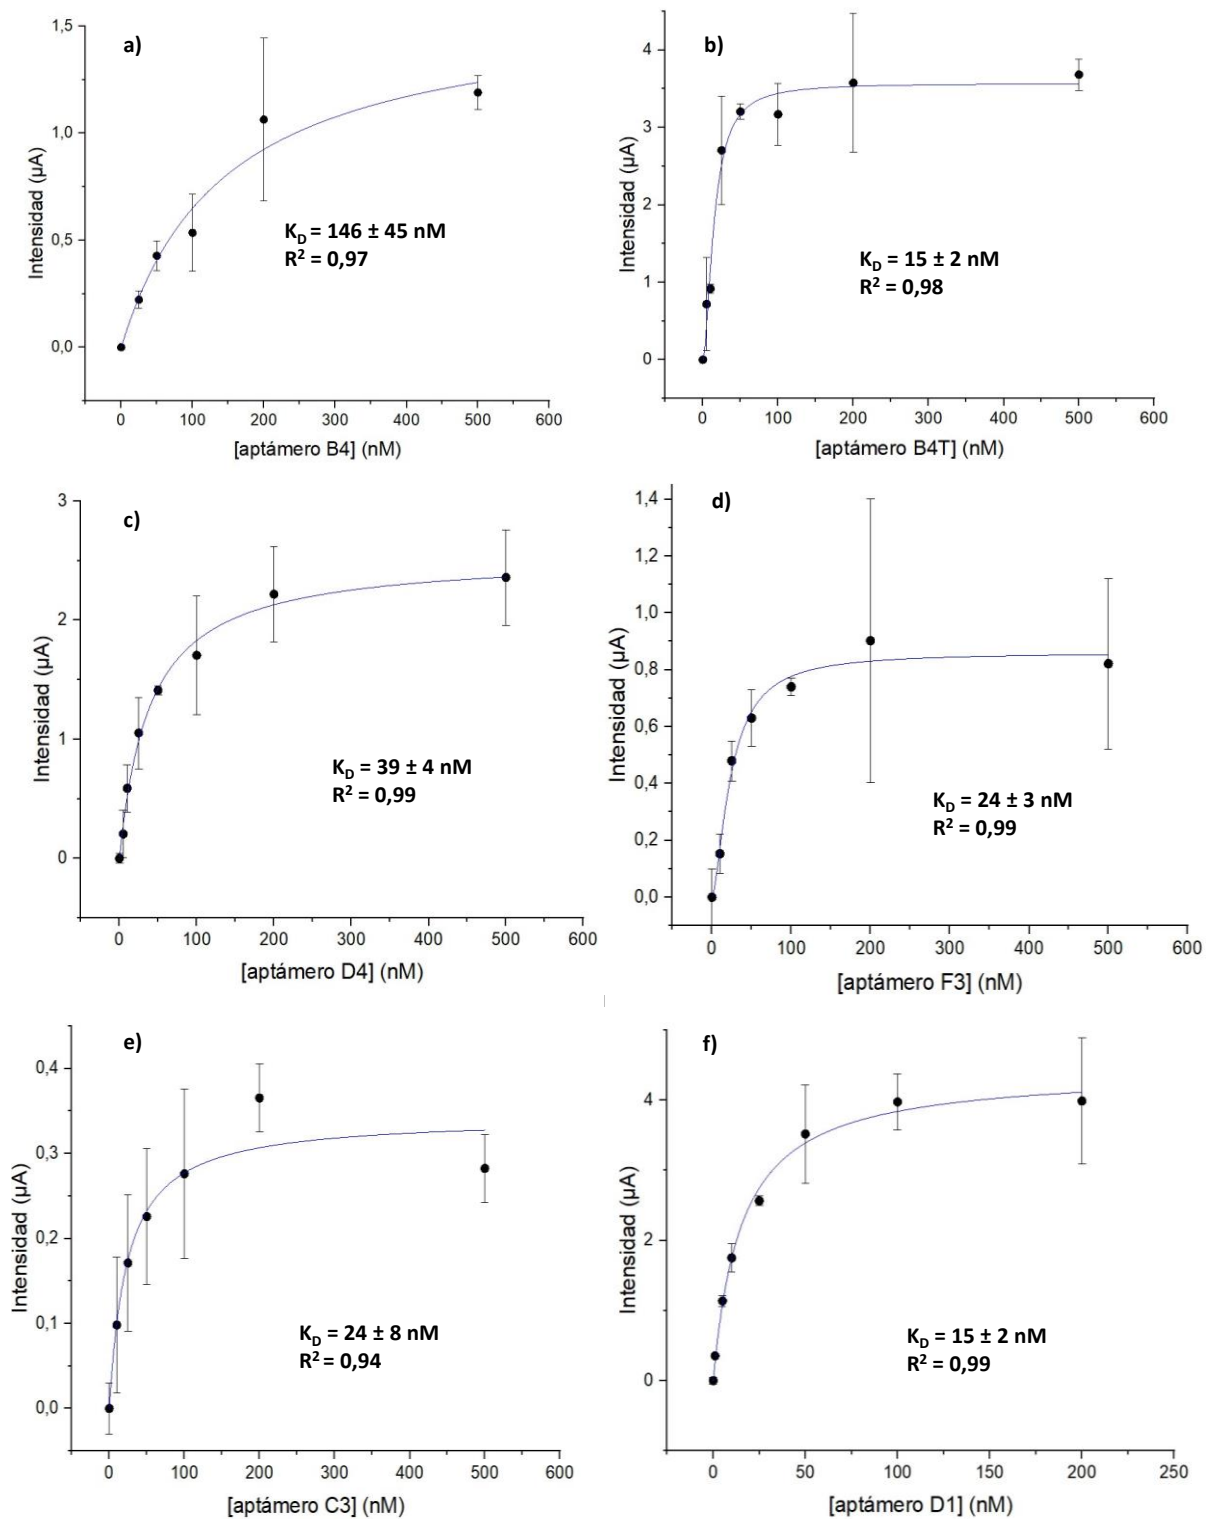 a)
1,5
1,0
0,5
0,0
Intensidad (µA)
K_D = 146 ± 45 nM
R² = 0,97
0 100 200 300 400 500 600
[aptámero B4] (nM)
b)
4
3
2
1
0
Intensidad (µA)
K_D = 15 ± 2 nM
R² = 0,98
0 100 200 300 400 500 600
[aptámero B4T] (nM)
c)
3
2
1
0
Intensidad (µA)
K_D = 39 ± 4 nM
R² = 0,99
0 100 200 300 400 500 600
[aptámero D4] (nM)
d)
1,4
1,2
1,0
0,8
0,6
0,4
0,2
0,0
Intensidad (µA)
K_D = 24 ± 3 nM
R² = 0,99
0 100 200 300 400 500 600
[aptámero F3] (nM)
e)
0,4
0,3
0,2
0,1
0,0
Intensidad (µA)
K_D = 24 ± 8 nM
R² = 0,94
0 100 200 300 400 500 600
[aptámero C3] (nM)
f)
4
2
0
Intensidad (µA)
K_D = 15 ± 2 nM
R² = 0,99
0 50 100 150 200 250
[aptámero D1] (nM)